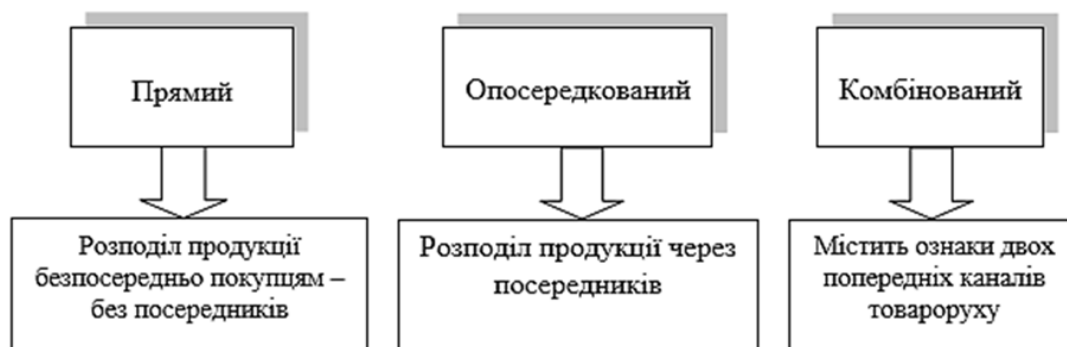 Прямий
Опосередкований
Комбінований
Розподіл продукції
безпосередньо покупцям –
без посередників
Розподіл продукції через
посередників
Містить ознаки двох
попередніх каналів
товароруху